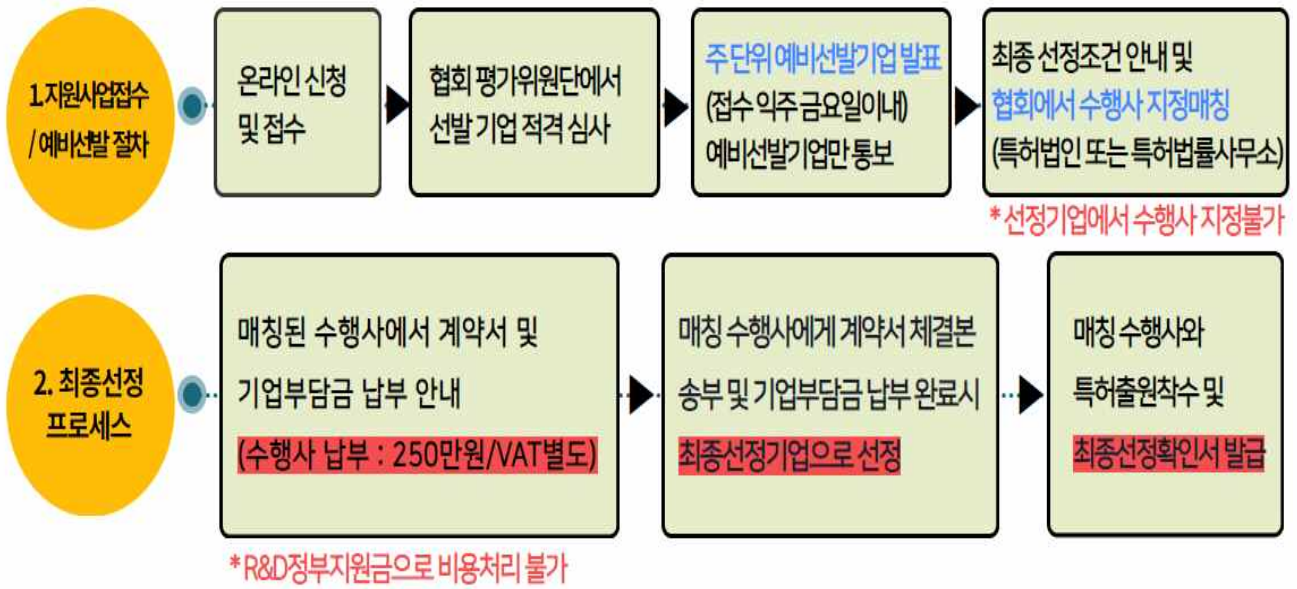 1.지원사업접수
/ 예비선발 절차
온라인 신청
및 접수
협회 평가위원단에서
선발 기업 적격 심사
주 단위 예비선발기업 발표
(접수 익주 금요일이내)
예비선발기업만 통보
최종 선정조건 안내 및
협회에서 수행사 지정매칭
(특허법인 또는 특허법률사무소)
* 선정기업에서 수행사 지정불가
2. 최종선정
프로세스
매칭된 수행사에서 계약서 및
기업부담금 납부 안내
(수행사 납부 : 250만원/VAT별도)
* R&D정부지원금으로 비용처리 불가
매칭 수행사에게 계약서 체결본
송부 및 기업부담금 납부 완료시
최종선정기업으로 선정
매칭 수행사와
특허출원착수 및
최종선정확인서 발급